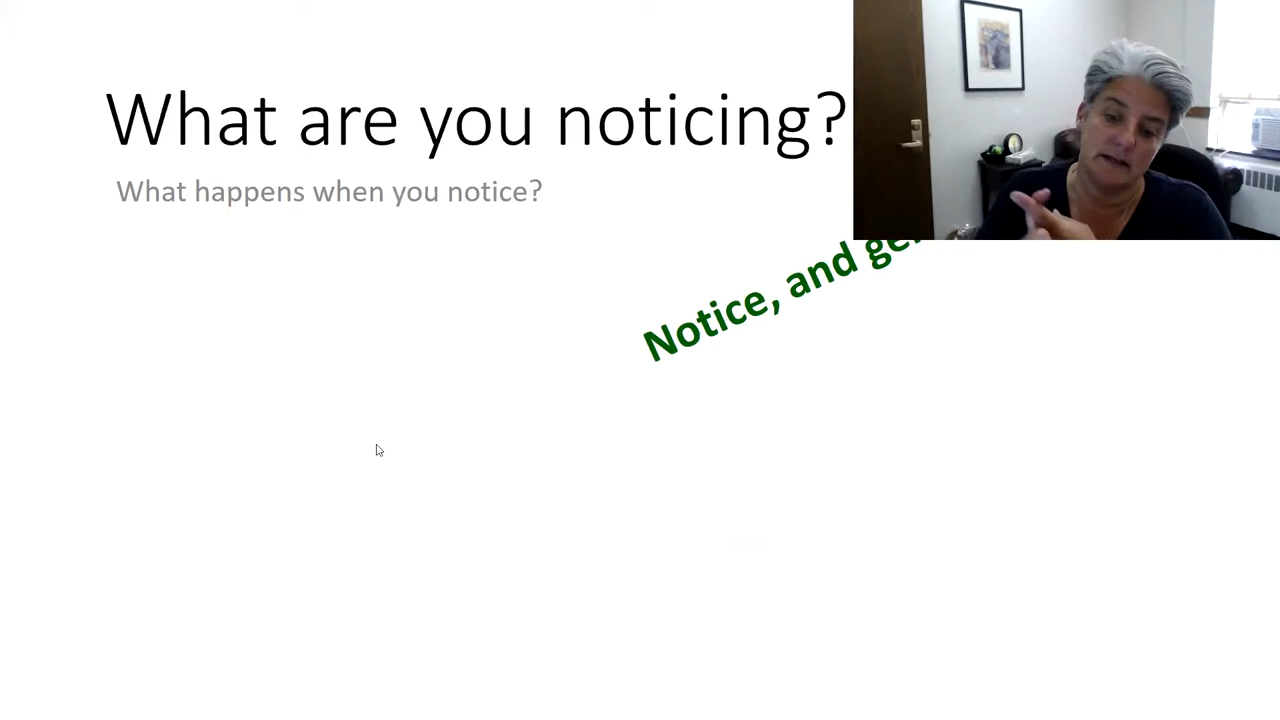 What are you noticing?
What happens when you notice?
Notice, and